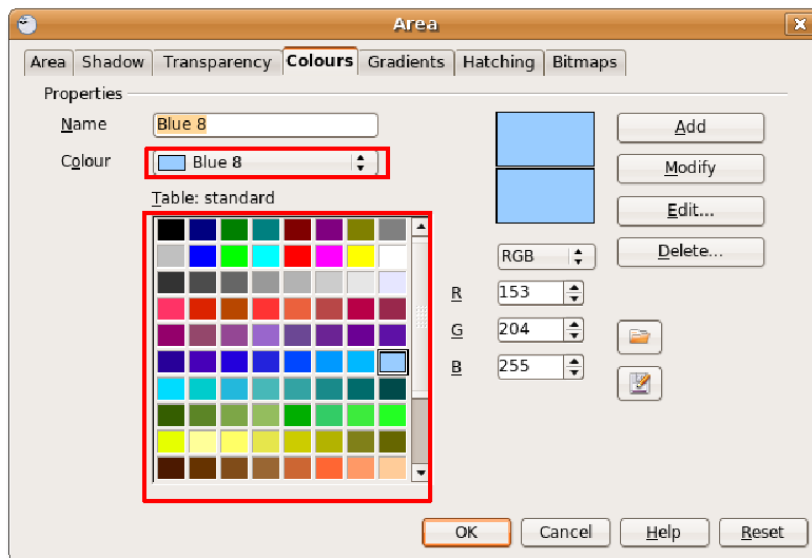 Area
Area Shadow Transparency Colours Gradients Hatching Bitmaps
Properties
Name Blue 8 Add
Colour Blue 8 Modify
Table: standard Edit...
RGB Delete...
R 153
G 204
B 255
OK Cancel Help Reset